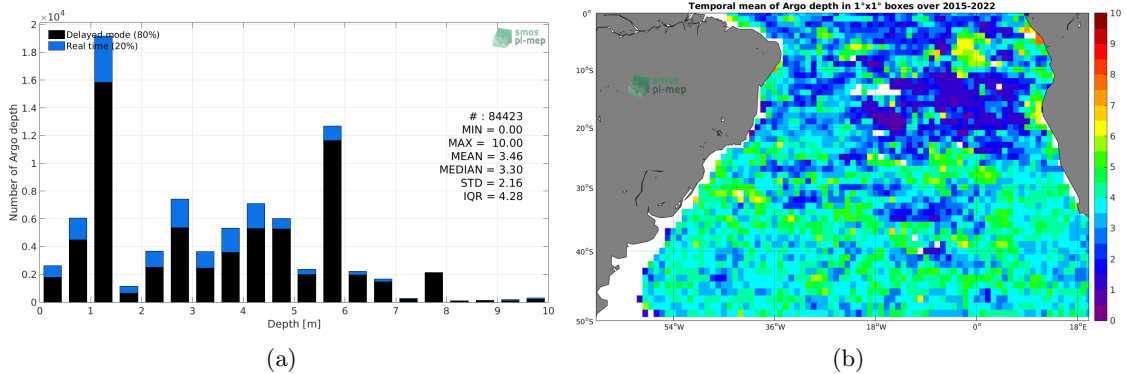 ×10⁴
2
1.8
1.6
1.4
1.2
1
0.8
0.6
0.4
0.2
0
Number of Argo depth
Delayed mode (80%)
Real time (20%)
smos
pi-mep
# : 84423
MIN = 0.00
MAX = 10.00
MEAN = 3.46
MEDIAN = 3.30
STD = 2.16
IQR = 4.28
0 1 2 3 4 5 6 7 8 9 10
Depth [m]
(a)
Temporal mean of Argo depth in 1°x1° boxes over 2015-2022
0°
10°S
20°S
30°S
40°S
50°S
smos
pi-mep
54°W 36°W 18°W 0° 18°E
10
9
8
7
6
5
4
3
2
1
0
(b)